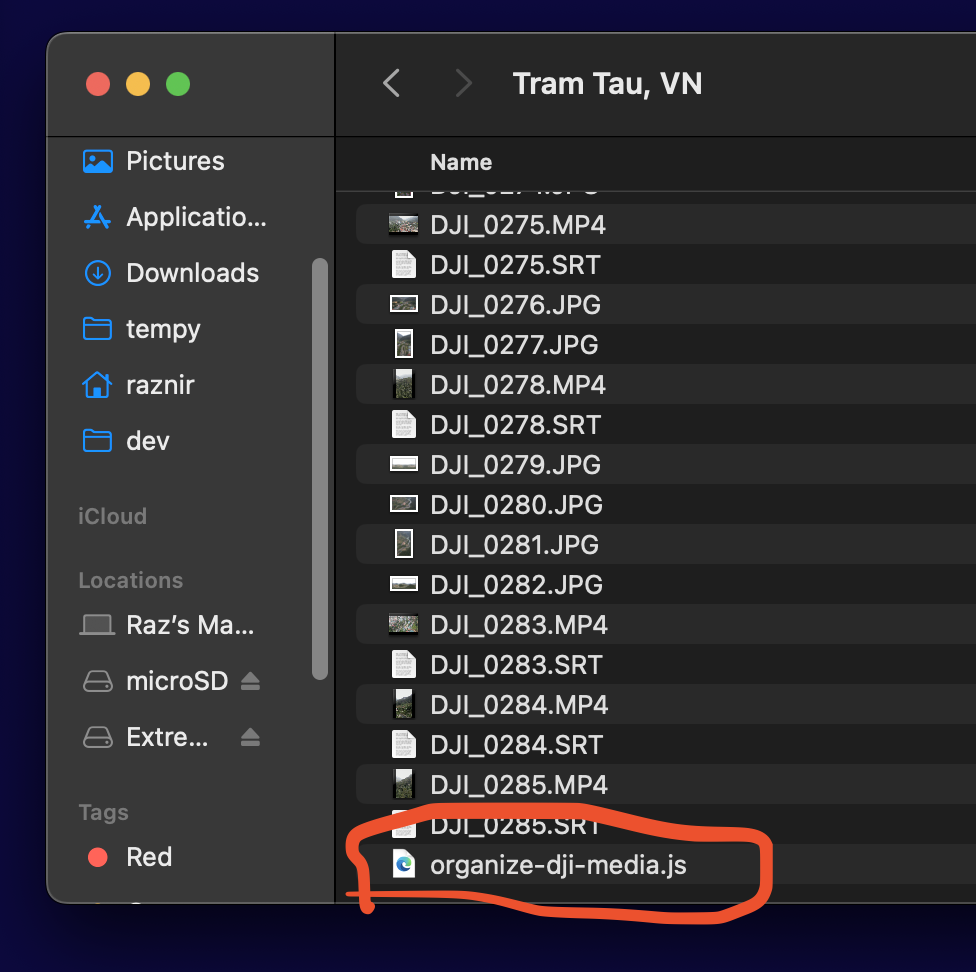 Tram Tau, VN
Pictures
Applicatio...
Downloads
tempy
raznir
dev
iCloud
Locations
Raz’s Ma...
microSD
Extre...
Tags
Red
Name
DJI_0275.MP4
DJI_0275.SRT
DJI_0276.JPG
DJI_0277.JPG
DJI_0278.MP4
DJI_0278.SRT
DJI_0279.JPG
DJI_0280.JPG
DJI_0281.JPG
DJI_0282.JPG
DJI_0283.MP4
DJI_0283.SRT
DJI_0284.MP4
DJI_0284.SRT
DJI_0285.MP4
DJI_0285.SRT
organize-dji-media.js